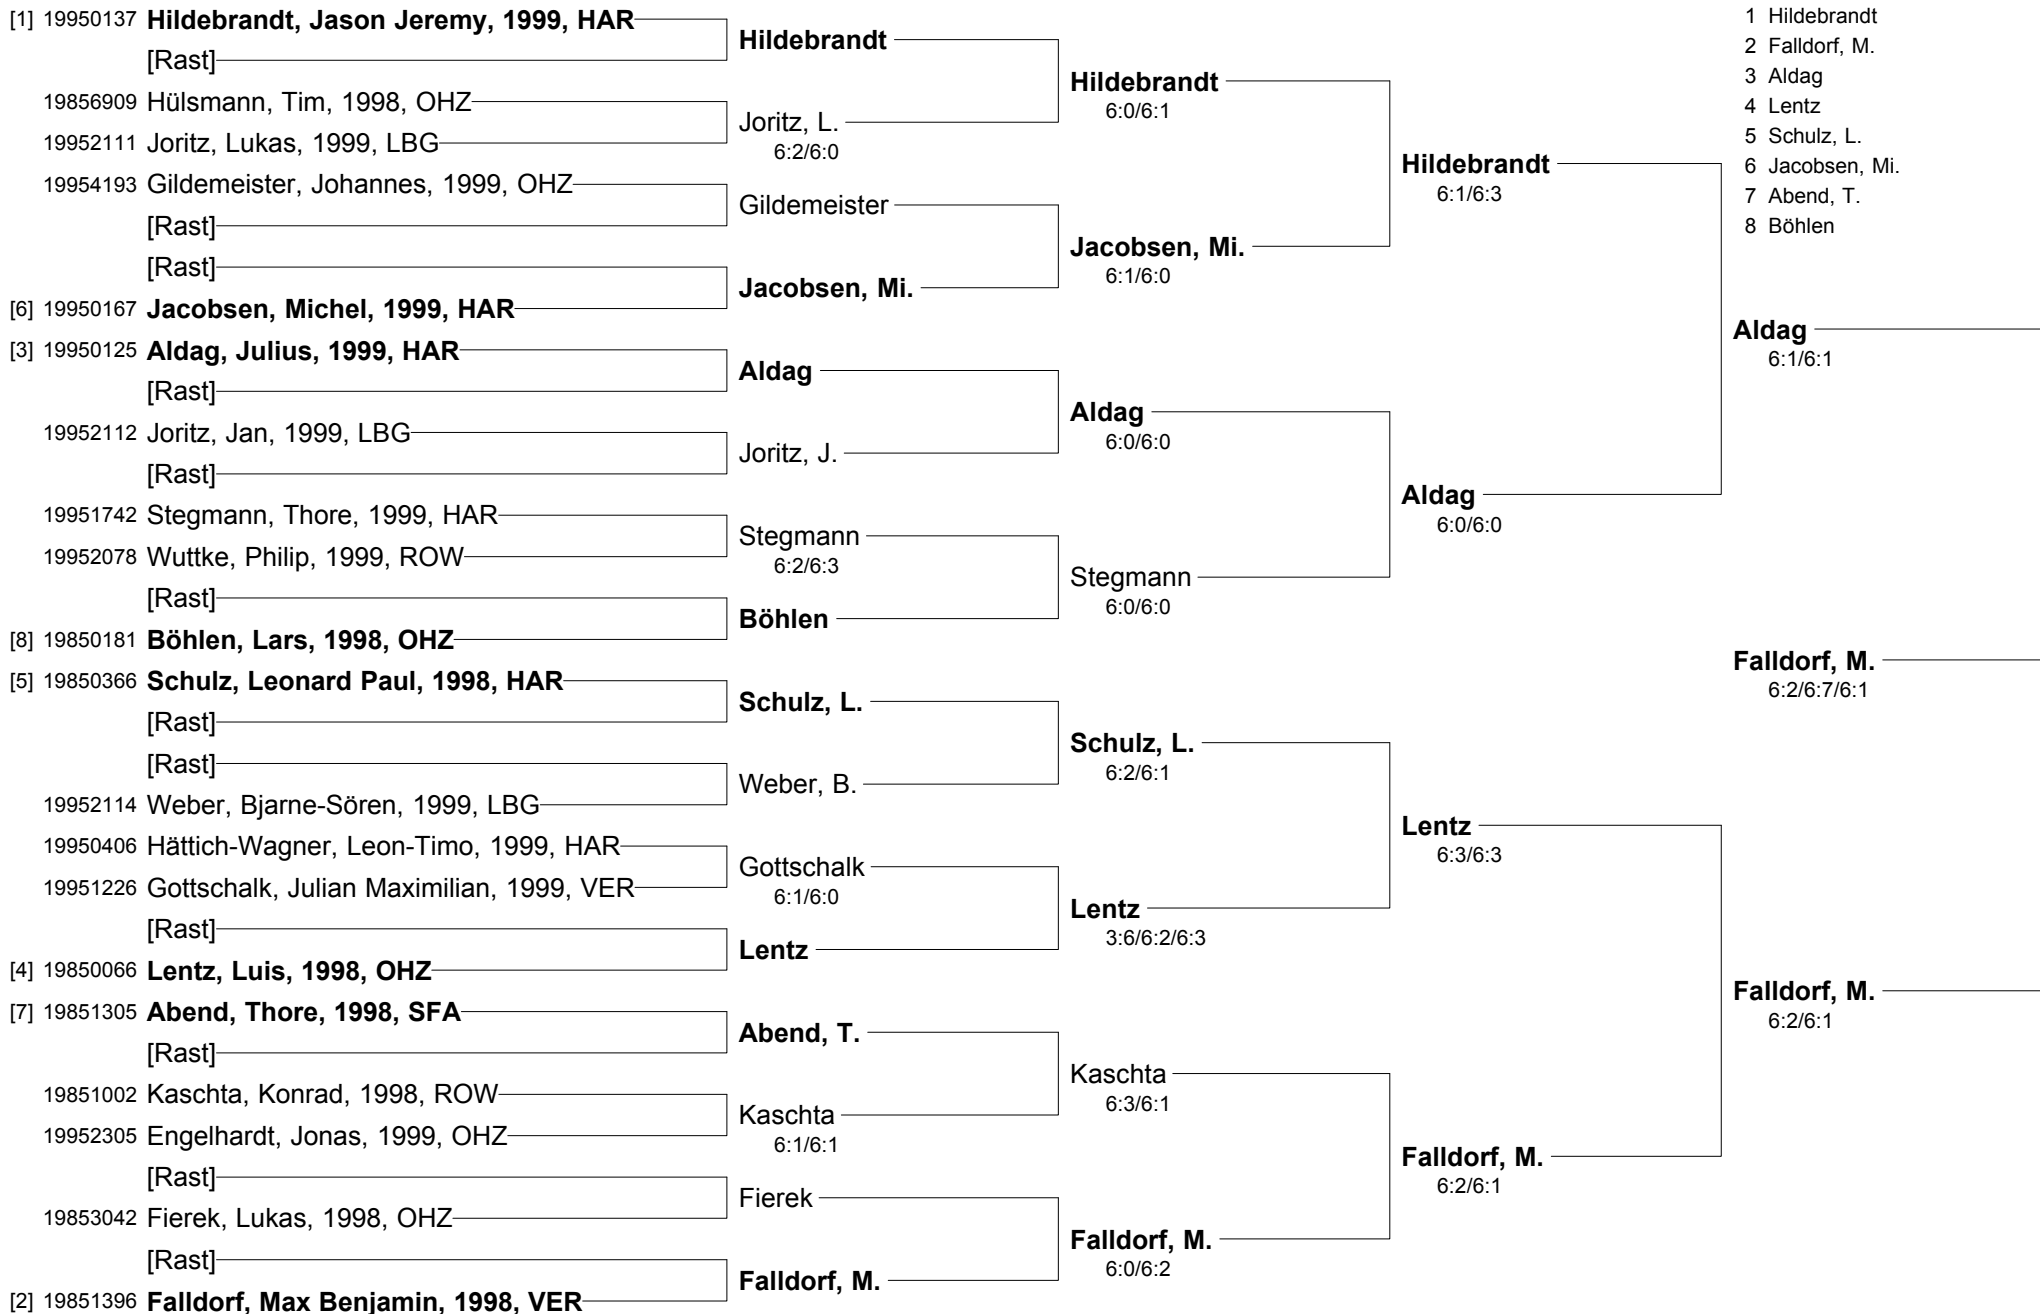 [1] 19950137 Hildebrandt, Jason Jeremy, 1999, HAR
[Rast]
19856909 Hülsmann, Tim, 1998, OHZ
19952111 Joritz, Lukas, 1999, LBG
19954193 Gildemeister, Johannes, 1999, OHZ
[Rast]
[Rast]
[6] 19950167 Jacobsen, Michel, 1999, HAR
[3] 19950125 Aldag, Julius, 1999, HAR
[Rast]
19952112 Joritz, Jan, 1999, LBG
[Rast]
19951742 Stegmann, Thore, 1999, HAR
19952078 Wuttke, Philip, 1999, ROW
[Rast]
[8] 19850181 Böhlen, Lars, 1998, OHZ
[5] 19850366 Schulz, Leonard Paul, 1998, HAR
[Rast]
[Rast]
19952114 Weber, Bjarne-Sören, 1999, LBG
19950406 Hättich-Wagner, Leon-Timo, 1999, HAR
19951226 Gottschalk, Julian Maximilian, 1999, VER
[Rast]
[4] 19850066 Lentz, Luis, 1998, OHZ
[7] 19851305 Abend, Thore, 1998, SFA
[Rast]
19851002 Kaschta, Konrad, 1998, ROW
19952305 Engelhardt, Jonas, 1999, OHZ
[Rast]
19853042 Fierek, Lukas, 1998, OHZ
[Rast]
[2] 19851396 Falldorf, Max Benjamin, 1998, VER
Hildebrandt
Joritz, L.
6:2/6:0
Gildemeister
Jacobsen, Mi.
Aldag
Joritz, J.
Stegmann
6:2/6:3
Böhlen
Schulz, L.
Weber, B.
Gottschalk
6:1/6:0
Lentz
Abend, T.
Kaschta
6:1/6:1
Fierek
Falldorf, M.
Hildebrandt
6:0/6:1
Jacobsen, Mi.
6:1/6:0
Aldag
6:0/6:0
Stegmann
6:0/6:0
Schulz, L.
6:2/6:1
Lentz
3:6/6:2/6:3
Kaschta
6:3/6:1
Falldorf, M.
6:0/6:2
Hildebrandt
6:1/6:3
Aldag
6:0/6:0
Lentz
6:3/6:3
Falldorf, M.
6:2/6:1
Aldag
6:1/6:1
Falldorf, M.
6:2/6:7/6:1
Falldorf, M.
6:2/6:1
1 Hildebrandt
2 Falldorf, M.
3 Aldag
4 Lentz
5 Schulz, L.
6 Jacobsen, Mi.
7 Abend, T.
8 Böhlen